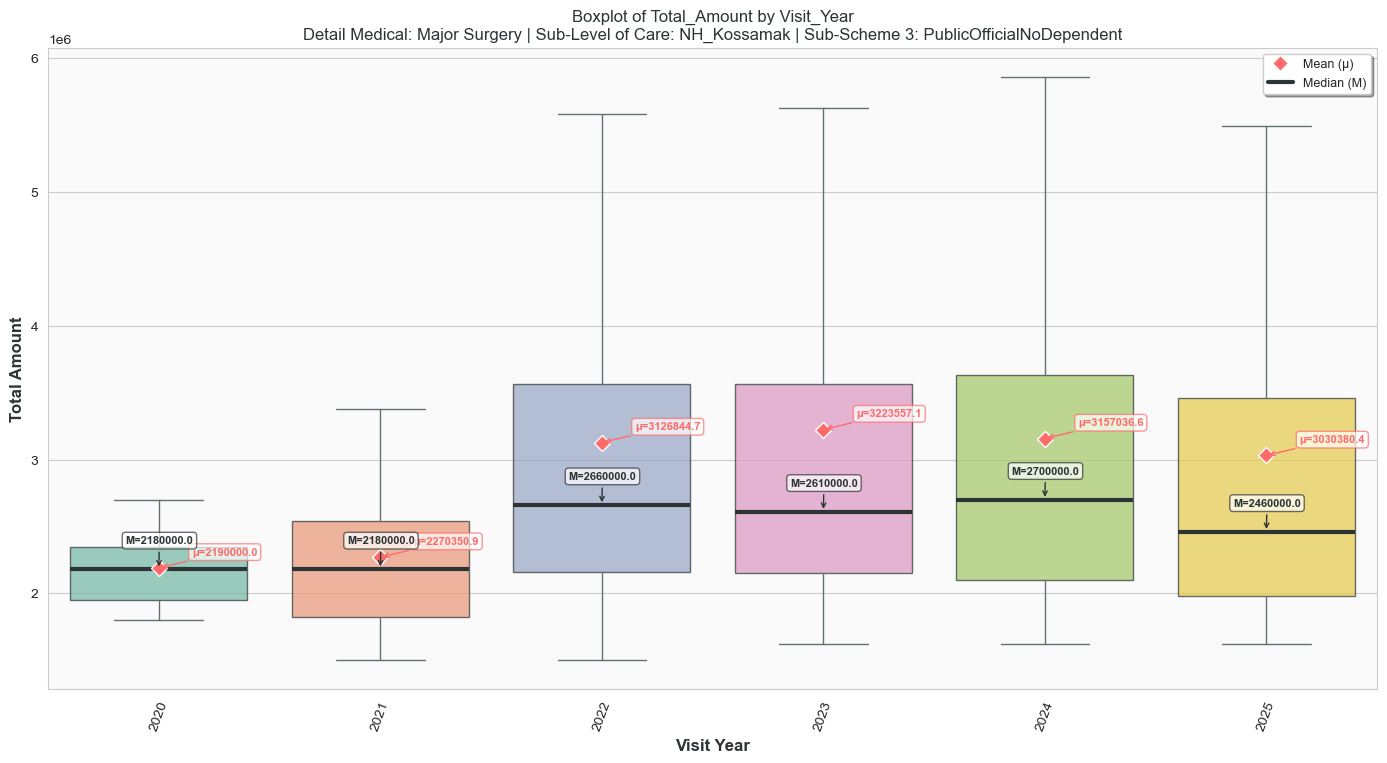 Boxplot of Total_Amount by Visit_Year
Detail Medical: Major Surgery | Sub-Level of Care: NH_Kossamak | Sub-Scheme 3: PublicOfficialNoDependent
1e6
6
5
4
3
2
Total Amount
Mean (μ)
Median (M)
M=2180000.0
μ=2190000.0
M=2180000.0
=2270350.9
μ=3126844.7
M=2660000.0
μ=3223557.1
M=2610000.0
μ=3157036.6
M=2700000.0
μ=3030380.4
M=2460000.0
2020
2021
2022
2023
2024
2025
Visit Year